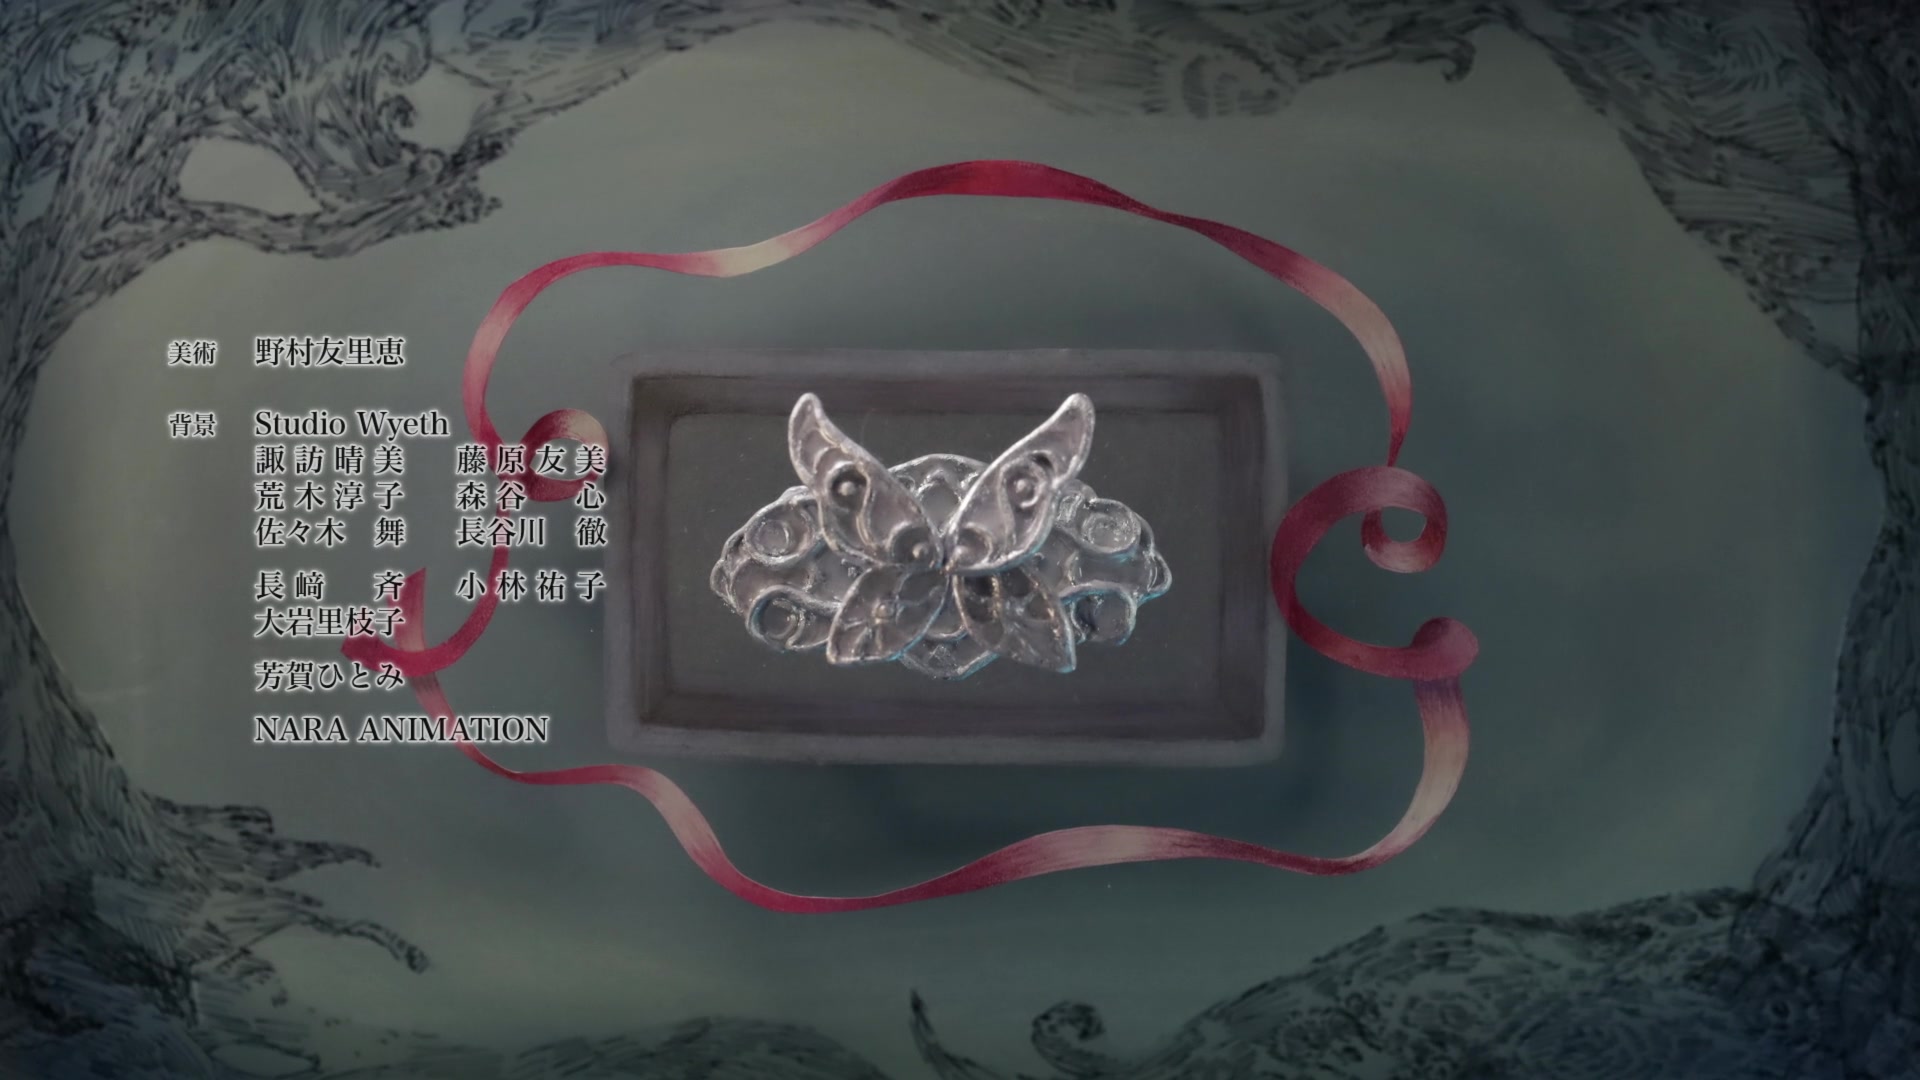 美術 野村友里恵
背景 Studio Wyeth
諏訪晴美 藤原友美
荒木淳子 森谷 心
佐々木 舞 長谷川 徹
長﨑 斉 小林祐子
大岩里枝子
芳賀ひとみ
NARA ANIMATION